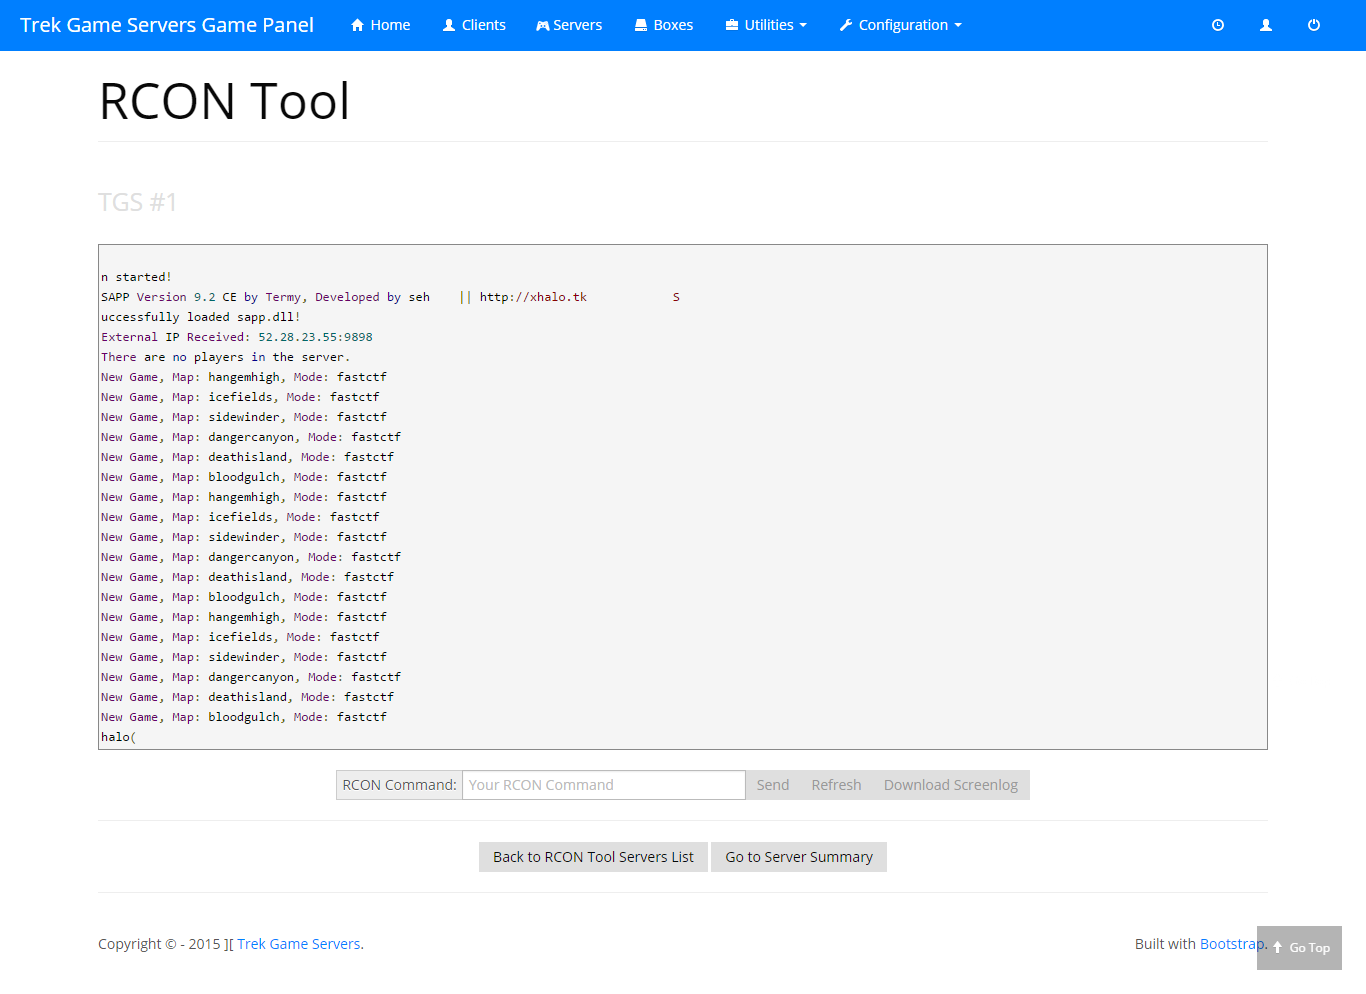 Trek Game Servers Game Panel Home Clients Servers Boxes Utilities Configuration
RCON Tool
TGS #1
n started!
SAPP Version 9.2 CE by Termy, Developed by seh || http://xhalo.tk S
uccessfully loaded sapp.dll!
External IP Received: 52.28.23.55:9898
There are no players in the server.
New Game, Map: hangemhigh, Mode: fastctf
New Game, Map: icefields, Mode: fastctf
New Game, Map: sidewinder, Mode: fastctf
New Game, Map: dangercanyon, Mode: fastctf
New Game, Map: deathisland, Mode: fastctf
New Game, Map: bloodgulch, Mode: fastctf
New Game, Map: hangemhigh, Mode: fastctf
New Game, Map: icefields, Mode: fastctf
New Game, Map: sidewinder, Mode: fastctf
New Game, Map: dangercanyon, Mode: fastctf
New Game, Map: deathisland, Mode: fastctf
New Game, Map: bloodgulch, Mode: fastctf
New Game, Map: hangemhigh, Mode: fastctf
New Game, Map: icefields, Mode: fastctf
New Game, Map: sidewinder, Mode: fastctf
New Game, Map: dangercanyon, Mode: fastctf
New Game, Map: deathisland, Mode: fastctf
New Game, Map: bloodgulch, Mode: fastctf
halo(
RCON Command: Your RCON Command Send Refresh Download Screenlog
Back to RCON Tool Servers List Go to Server Summary
Copyright © - 2015 ][ Trek Game Servers. Built with Bootstrap. Go Top